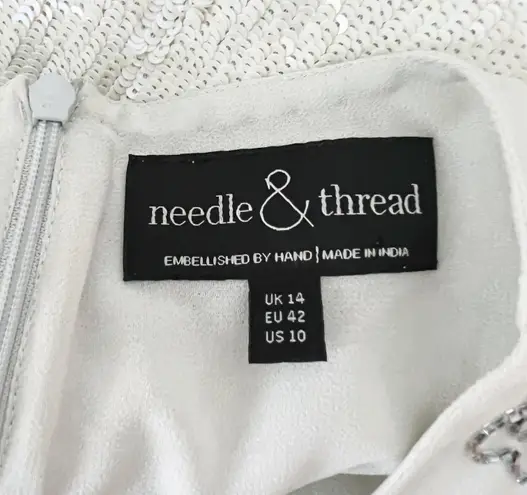 needle & thread
EMBELLISHED BY HAND | MADE IN INDIA
UK 14
EU 42
US 10